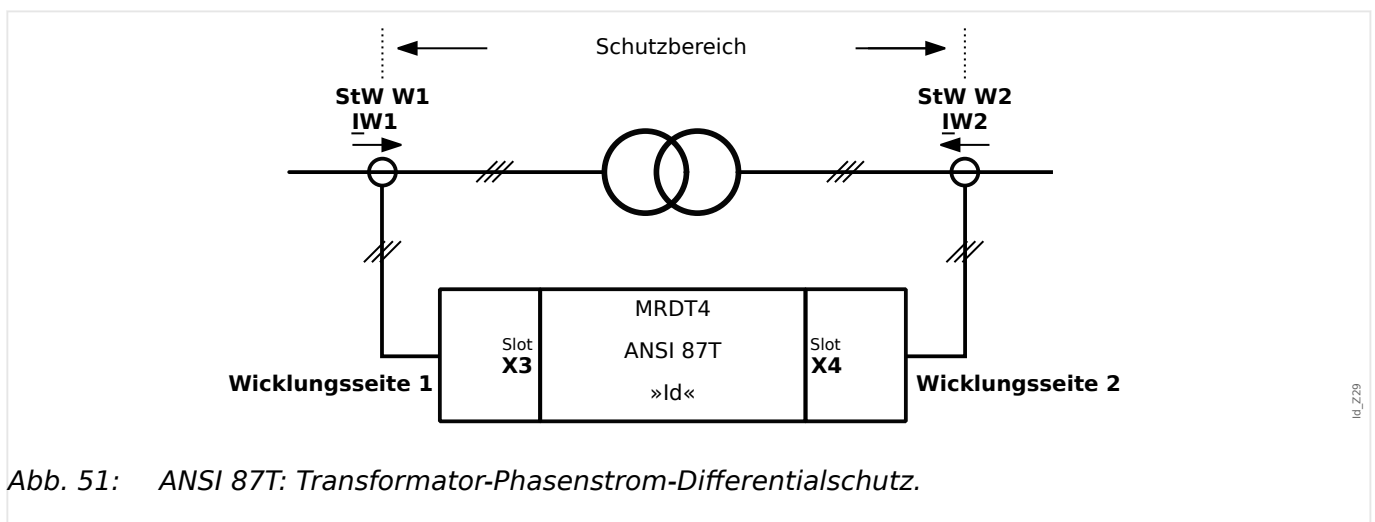 Schutzbereich
StW W1
IW1
StW W2
IW2
MRDT4
ANSI 87T
»Id«
Slot
X3
Slot
X4
Wicklungsseite 1
Wicklungsseite 2
Id_Z29
Abb. 51: ANSI 87T: Transformator-Phasenstrom-Differentialschutz.